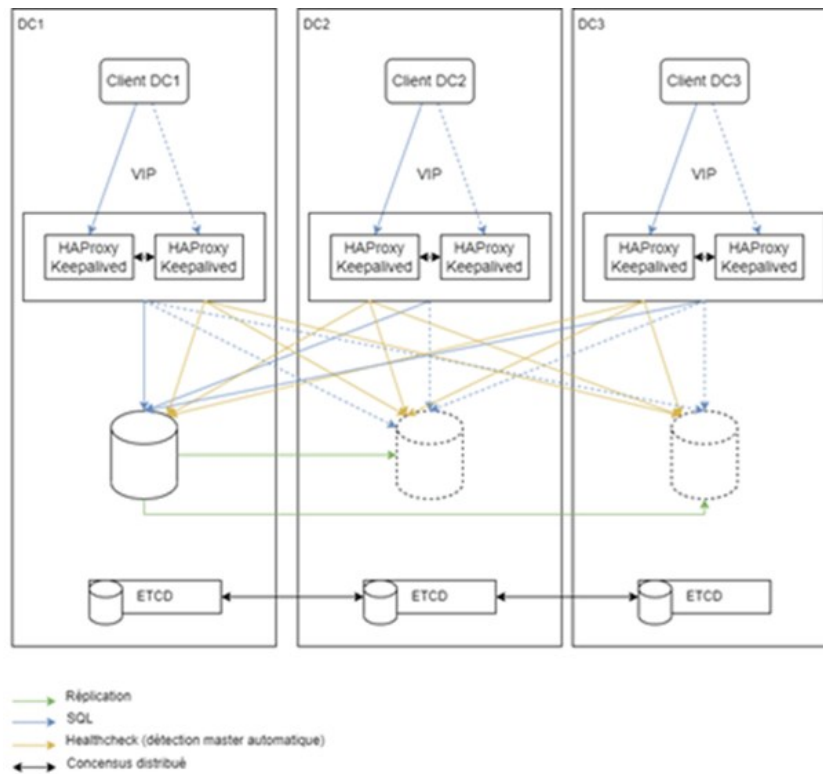 DC1
DC2
DC3
Client DC1
Client DC2
Client DC3
VIP
VIP
VIP
HAProxy
Keepalived
HAProxy
Keepalived
HAProxy
Keepalived
HAProxy
Keepalived
HAProxy
Keepalived
HAProxy
Keepalived
ETCD
ETCD
ETCD
Réplication
SQL
Healthcheck (détection master automatique)
Concensus distribué